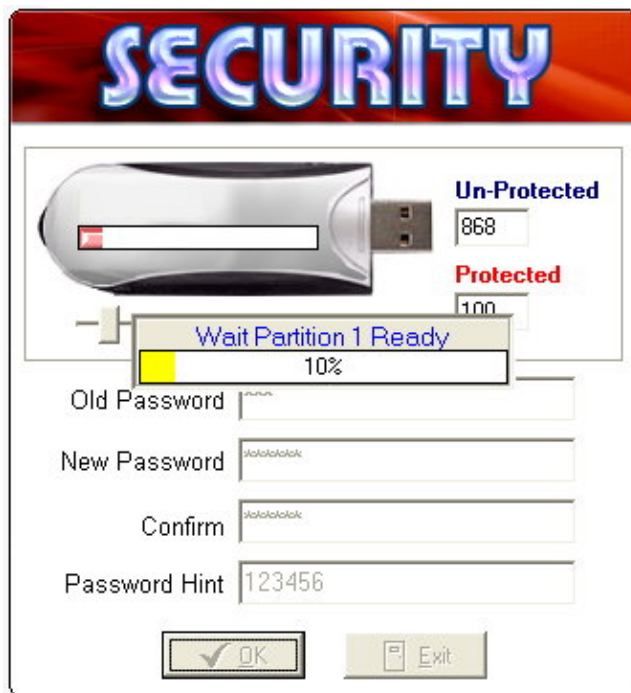 SECURITY
Un-Protected
868
Protected
100
Wait Partition 1 Ready
10%
Old Password ***
New Password ******
Confirm ******
Password Hint 123456
OK Exit